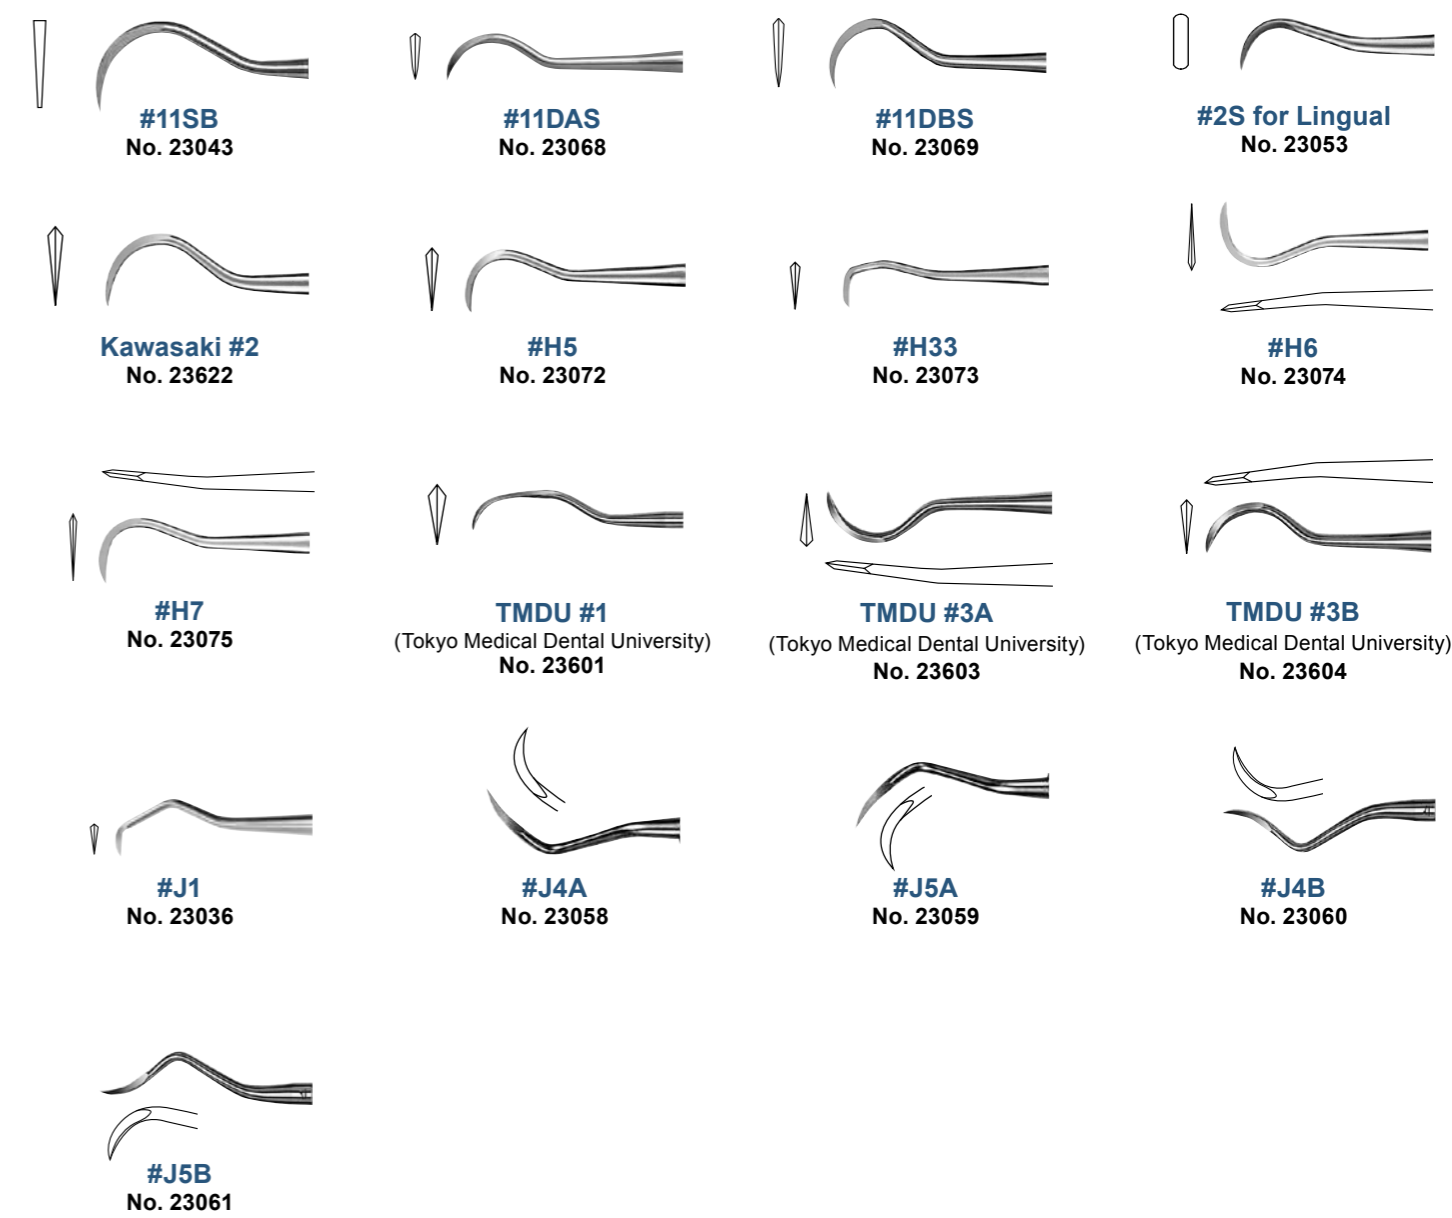 #11SB
No. 23043
#11DAS
No. 23068
#11DBS
No. 23069
#2S for Lingual
No. 23053
Kawasaki #2
No. 23622
#H5
No. 23072
#H33
No. 23073
#H6
No. 23074
#H7
No. 23075
TMDU #1
(Tokyo Medical Dental University)
No. 23601
TMDU #3A
(Tokyo Medical Dental University)
No. 23603
TMDU #3B
(Tokyo Medical Dental University)
No. 23604
#J1
No. 23036
#J4A
No. 23058
#J5A
No. 23059
#J4B
No. 23060
#J5B
No. 23061